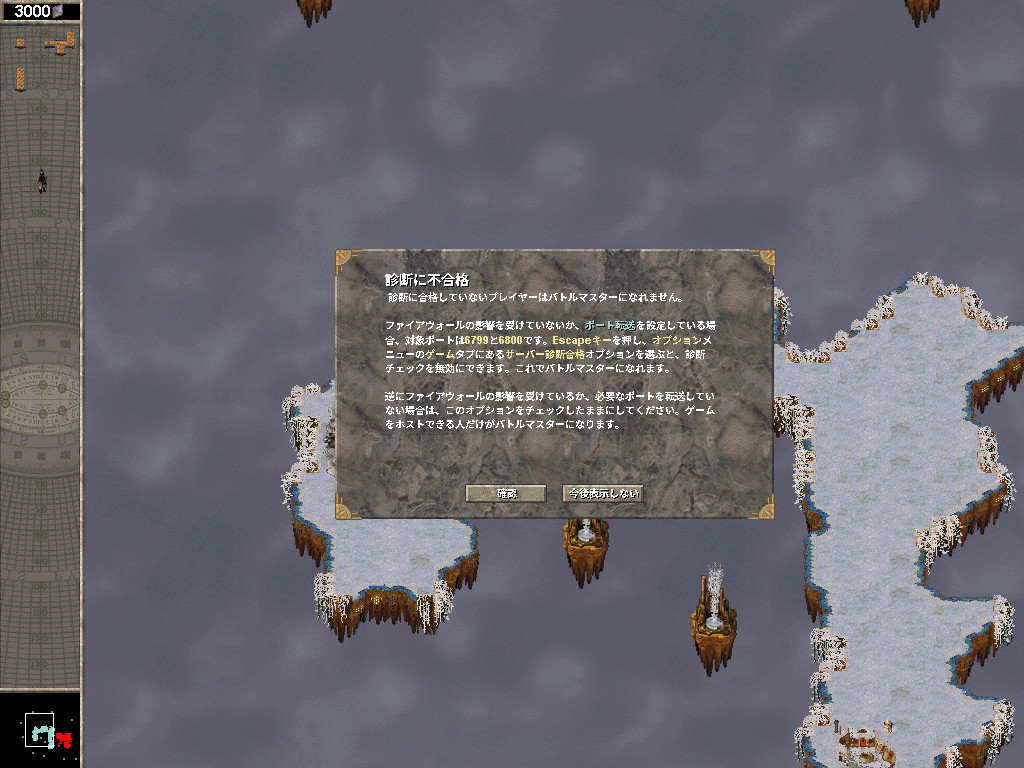 3000
診断に不合格
診断に合格していないプレイヤーはバトルマスターになれません。
ファイアウォールの影響を受けていないか、ポート転送を設定している場
合、対象ポートは6799と6800です。Escapeキーを押し、オプションメ
ニューのゲームタブにあるサーバー診断合格オプションを選ぶと、診断
チェックを無効にできます。これでバトルマスターになれます。
逆にファイアウォールの影響を受けているか、必要なポートを転送してい
ない場合は、このオプションをチェックしたままにしてください。ゲーム
をホストできる人だけがバトルマスターになります。
確認
今後表示しない